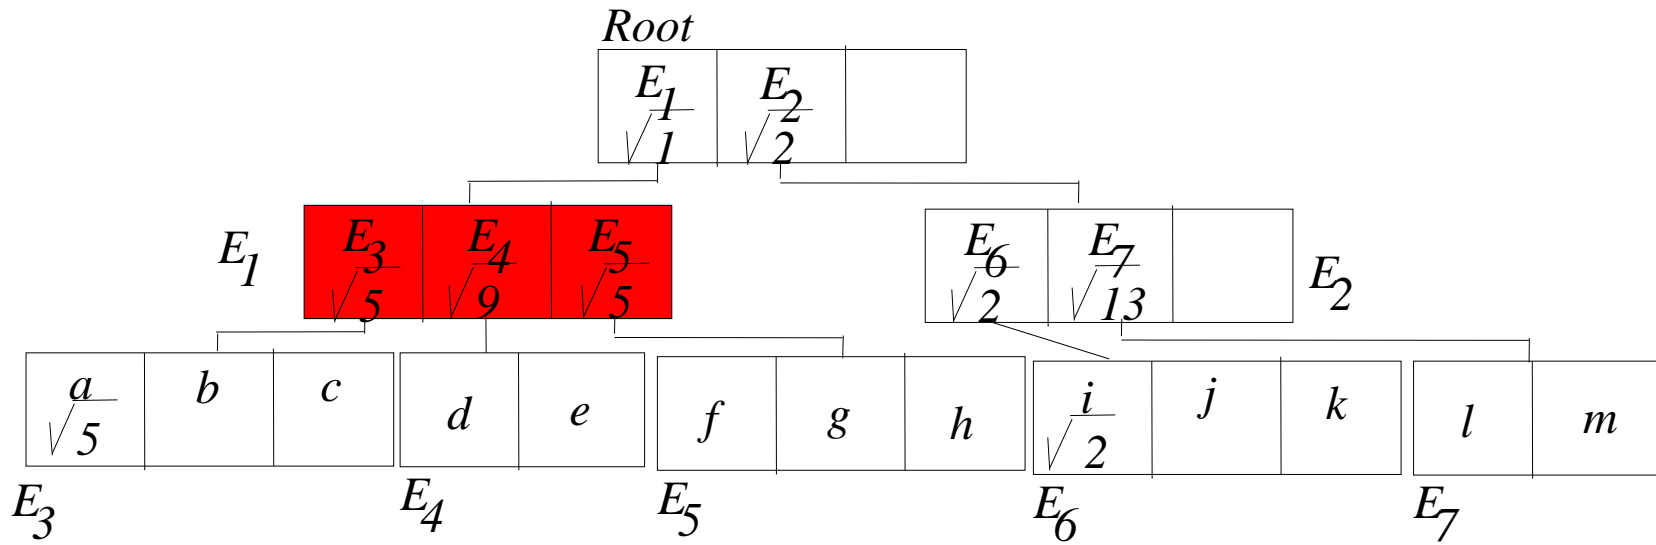 Root
E1 E2
√1 √2
E1 E3 E4 E5 E6 E7 E2
√5 √9 √5 √2 √13
a b c d e f g h i j k l m
√5 √2
E3 E4 E5 E6 E7